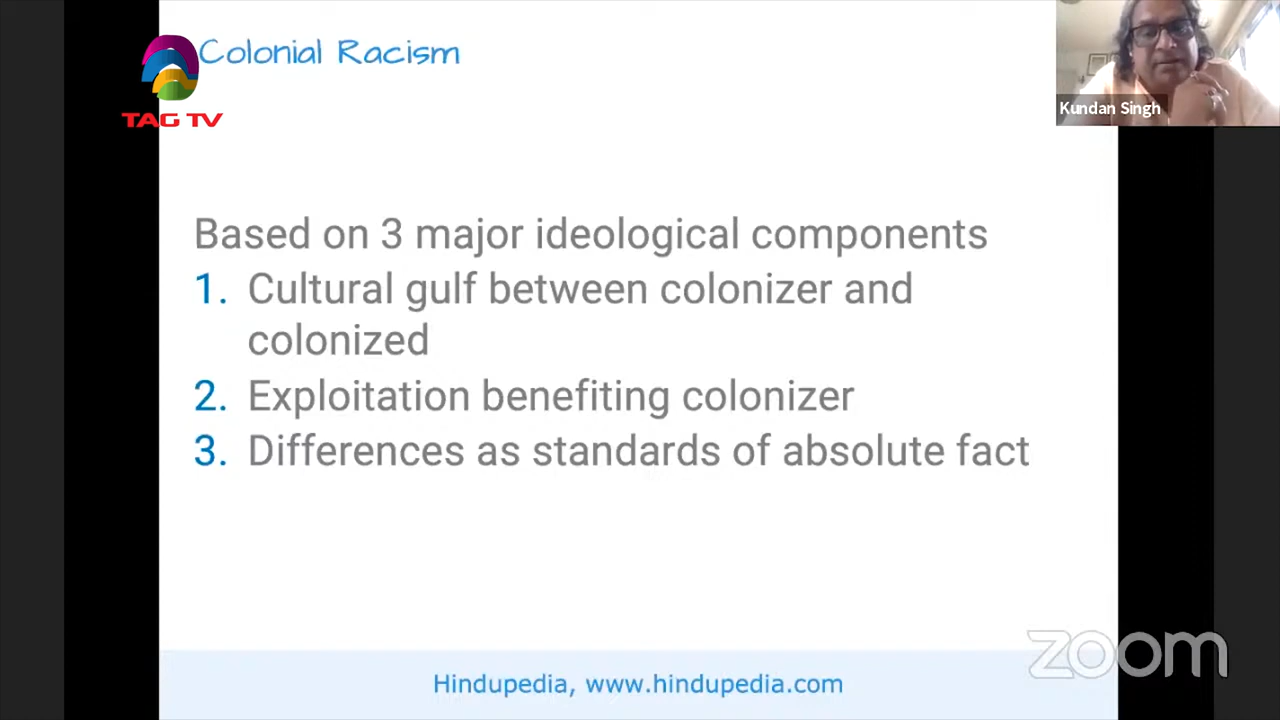 Colonial Racism
TAG TV
Kundan Singh
Based on 3 major ideological components
1. Cultural gulf between colonizer and
colonized
2. Exploitation benefiting colonizer
3. Differences as standards of absolute fact
zoom
Hindupedia, www.hindupedia.com